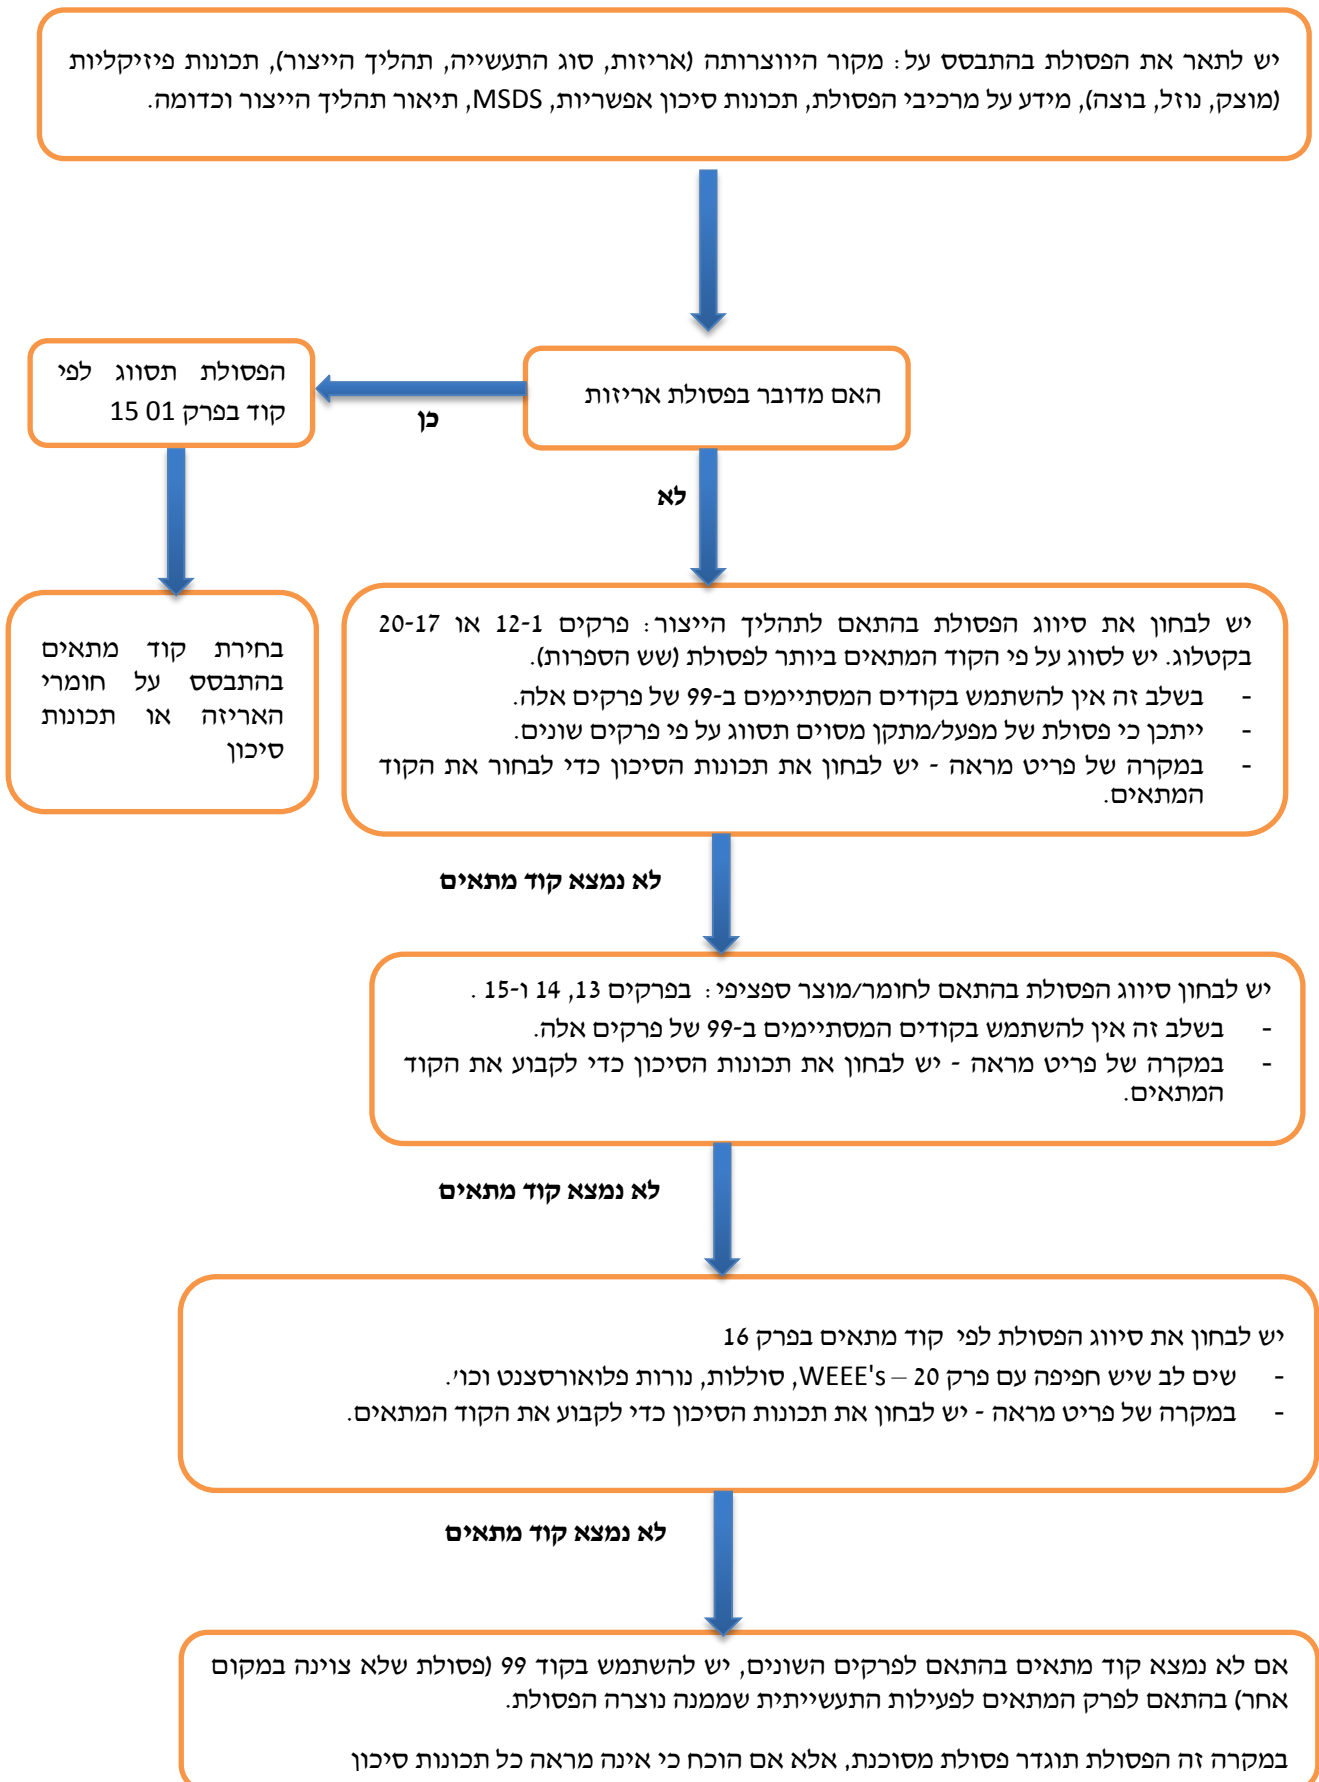 יש לתאר את הפסולת בהתבסס על: מקור היווצרותה (אריזות, סוג התעשייה, תהליך הייצור), תכונות פיזיקליות
(מוצק, נוזל, בוצה), מידע על מרכיבי הפסולת, תכונות סיכון אפשריות, MSDS, תיאור תהליך הייצור וכדומה.
האם מדובר בפסולת אריזות
כן
הפסולת תסווג לפי
קוד בפרק 01 15
בחירת קוד מתאים
בהתבסס על חומרי
האריזה או תכונות
סיכון
לא
יש לבחון את סיווג הפסולת בהתאם לתהליך הייצור: פרקים 12-1 או 20-17
בקטלוג. יש לסווג על פי הקוד המתאים ביותר לפסולת (שש הספרות).
- בשלב זה אין להשתמש בקודים המסתיימים ב-99 של פרקים אלה.
- ייתכן כי פסולת של מפעל/מתקן מסוים תסווג על פי פרקים שונים.
- במקרה של פריט מראה - יש לבחון את תכונות הסיכון כדי לבחור את הקוד
המתאים.
לא נמצא קוד מתאים
יש לבחון סיווג הפסולת בהתאם לחומר/מוצר ספציפי: בפרקים 13, 14 ו-15 .
- בשלב זה אין להשתמש בקודים המסתיימים ב-99 של פרקים אלה.
- במקרה של פריט מראה - יש לבחון את תכונות הסיכון כדי לקבוע את הקוד
המתאים.
לא נמצא קוד מתאים
יש לבחון את סיווג הפסולת לפי קוד מתאים בפרק 16
- שים לב שיש חפיפה עם פרק 20 – WEEE's, סוללות, נורות פלואורסצנט וכו'.
- במקרה של פריט מראה - יש לבחון את תכונות הסיכון כדי לקבוע את הקוד המתאים.
לא נמצא קוד מתאים
אם לא נמצא קוד מתאים בהתאם לפרקים השונים, יש להשתמש בקוד 99 (פסולת שלא צוינה במקום
אחר) בהתאם לפרק המתאים לפעילות התעשייתית שממנה נוצרה הפסולת.
במקרה זה הפסולת תוגדר פסולת מסוכנת, אלא אם הוכח כי אינה מראה כל תכונות סיכון